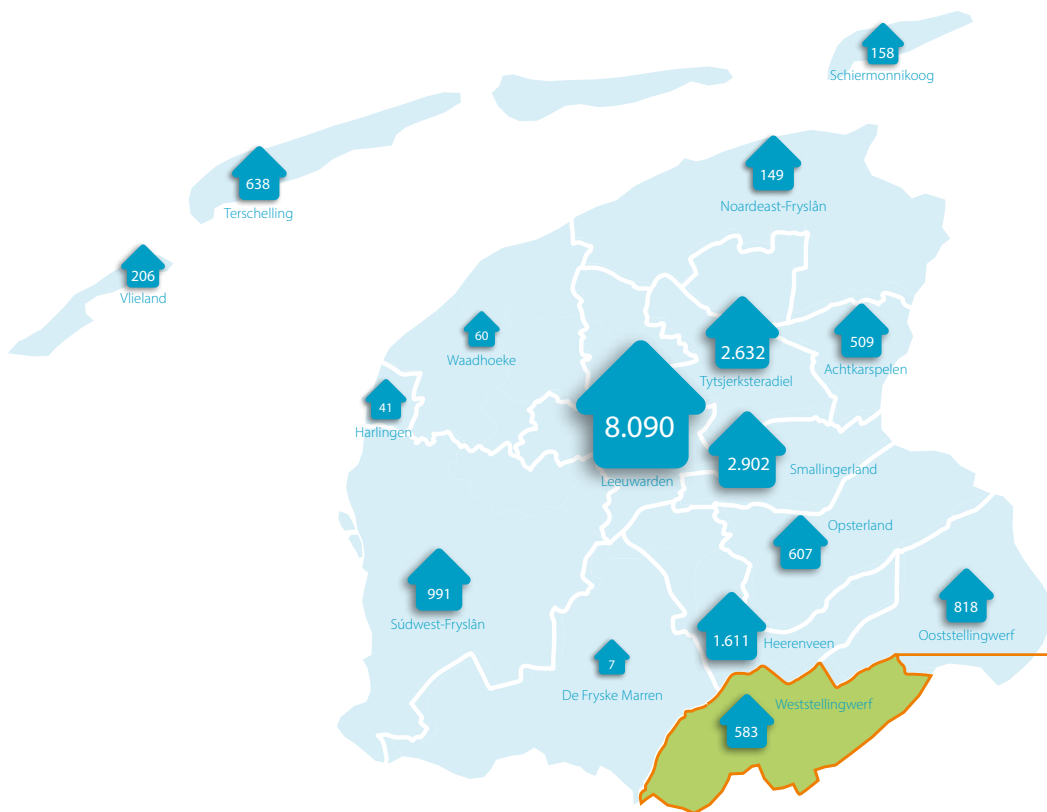 158
Schiermonnikoog
638
Terschelling
149
Noardeast-Fryslân
206
Vlieland
60
Waadhoeke
2.632
Tytsjerksteradiel
509
Achtkarspelen
41
Harlingen
8.090
Leeuwarden
2.902
Smallingerland
Opsterland
607
991
Súdwest-Fryslân
818
Ooststellingwerf
1.611
Heerenveen
7
De Fryske Marren
Weststellingwerf
583